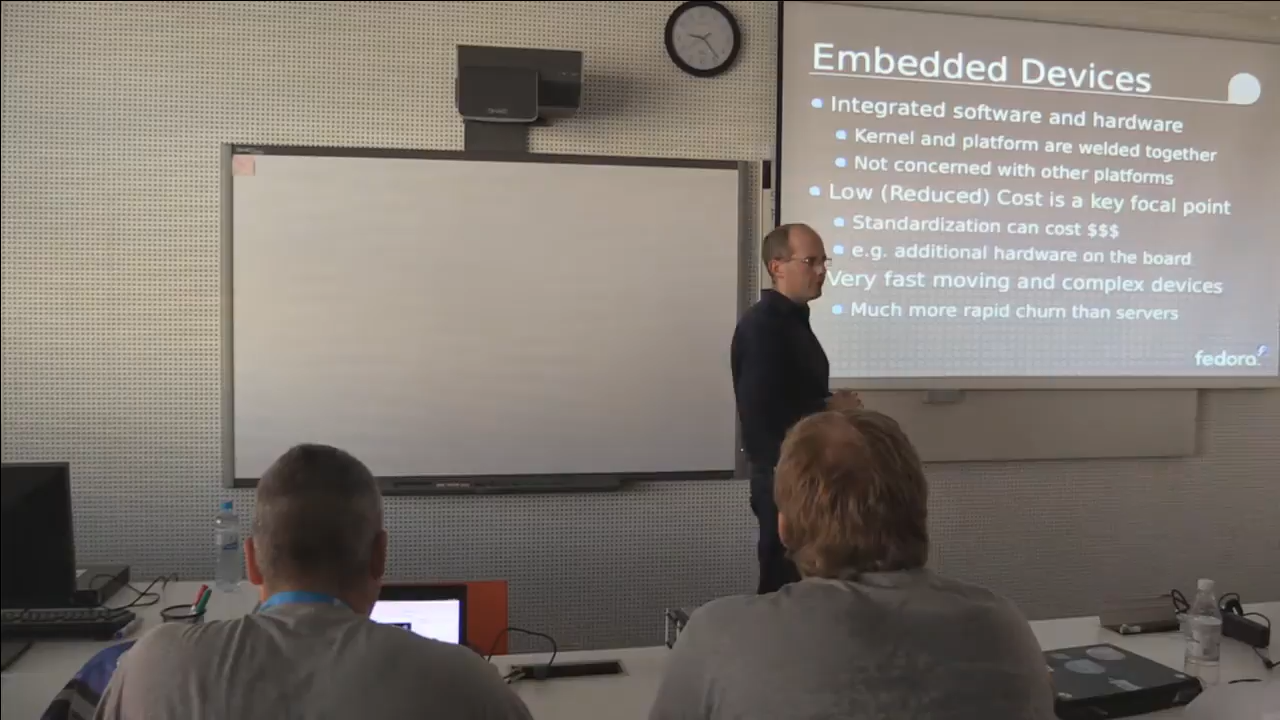 Embedded Devices
Integrated software and hardware
Kernel and platform are welded together
Not concerned with other platforms
Low (Reduced) Cost is a key focal point
Standardization can cost $$$
e.g. additional hardware on the board
Very fast moving and complex devices
Much more rapid churn than servers
fedora